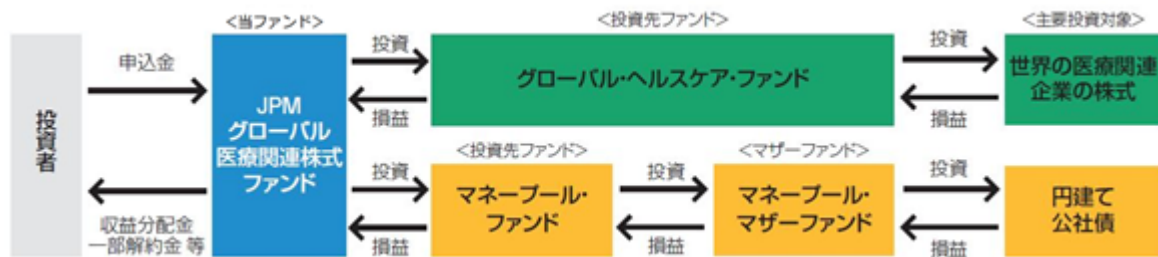 <当ファンド>
<投資先ファンド>
<主要投資対象>
投資者
申込金
収益分配金
一部解約金 等
JPM
グローバル
医療関連株式
ファンド
投資
損益
グローバル・ヘルスケア・ファンド
投資
損益
世界の医療関連
企業の株式
<投資先ファンド>
<マザーファンド>
投資
損益
マネープール・
ファンド
投資
損益
マネープール・
マザーファンド
投資
損益
円建て
公社債